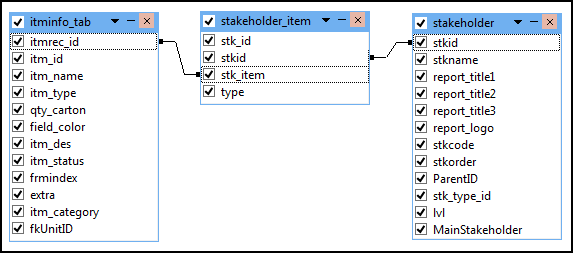 itminfo_tab
itmrec_id
itm_id
itm_name
itm_type
qty_carton
field_color
itm_des
itm_status
frmindex
extra
itm_category
fkUnitID
stakeholder_item
stk_id
stkid
stk_item
type
stakeholder
stkid
stkname
report_title1
report_title2
report_title3
report_logo
stkcode
stkorder
ParentID
stk_type_id
lvl
MainStakeholder